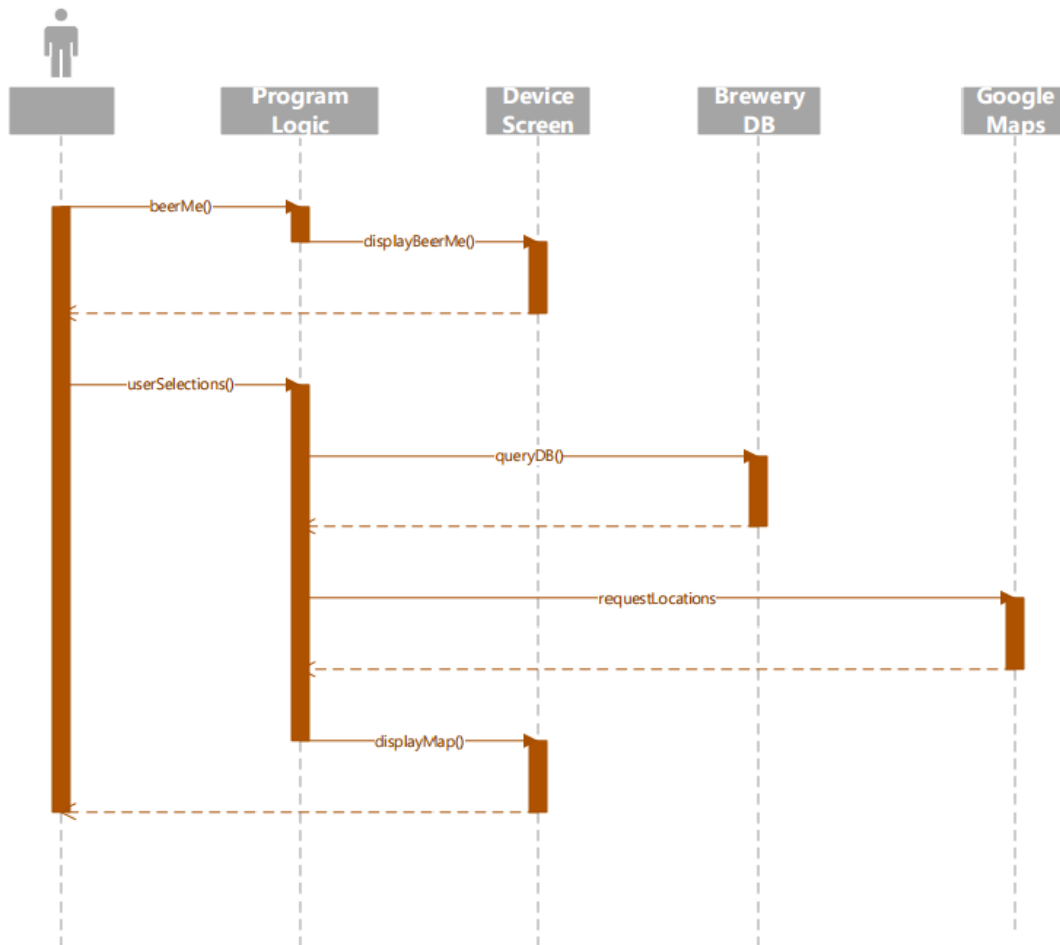 Program
Logic
Device
Screen
Brewery
DB
Google
Maps
beerMe()
displayBeerMe()
userSelections()
queryDB()
requestLocations
displayMap()